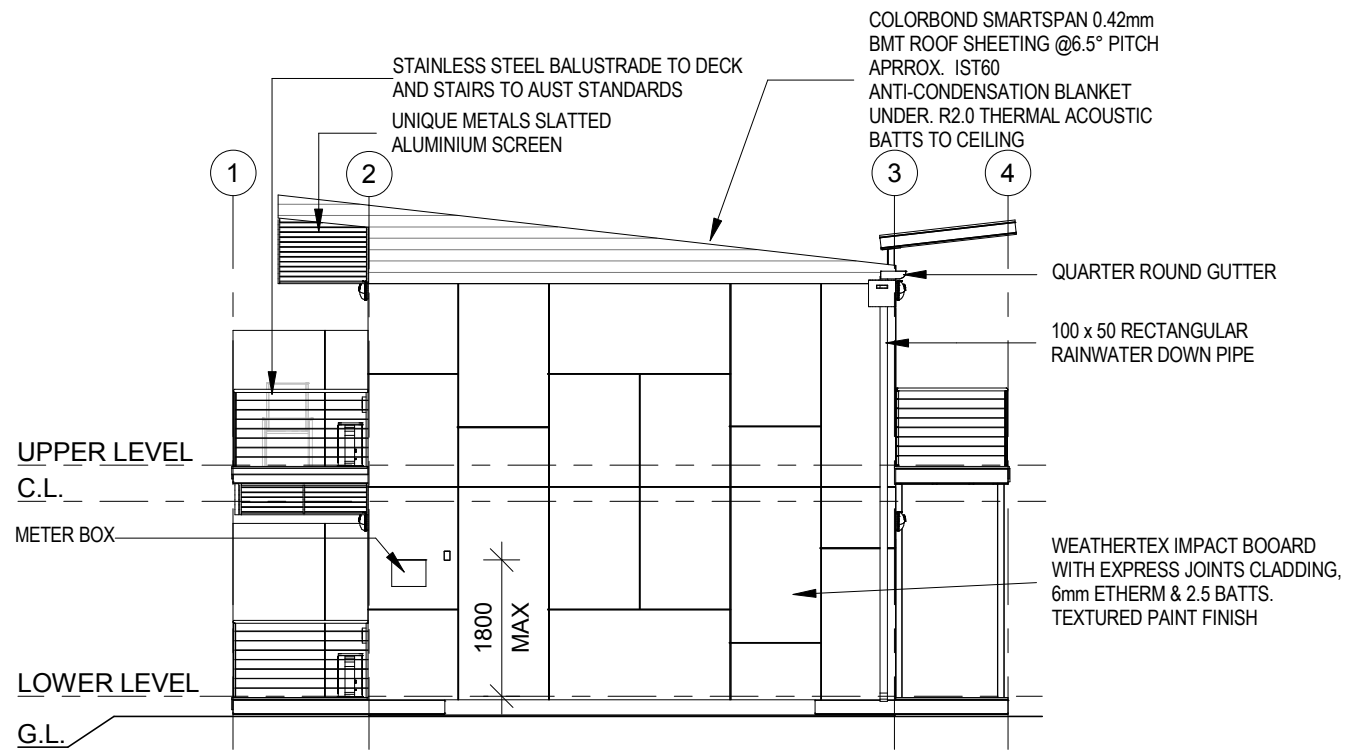 COLORBOND SMARTSPAN 0.42mm
BMT ROOF SHEETING @6.5° PITCH
APRROX. IST60
ANTI-CONDENSATION BLANKET
UNDER. R2.0 THERMAL ACOUSTIC
BATTS TO CEILING
STAINLESS STEEL BALUSTRADE TO DECK
AND STAIRS TO AUST STANDARDS
UNIQUE METALS SLATTED
ALUMINIUM SCREEN
1
2
3
4
QUARTER ROUND GUTTER
100 x 50 RECTANGULAR
RAINWATER DOWN PIPE
UPPER LEVEL
C.L.
METER BOX
WEATHERTEX IMPACT BOOARD
WITH EXPRESS JOINTS CLADDING,
6mm ETHERM & 2.5 BATTS.
TEXTURED PAINT FINISH
1800
MAX
LOWER LEVEL
G.L.